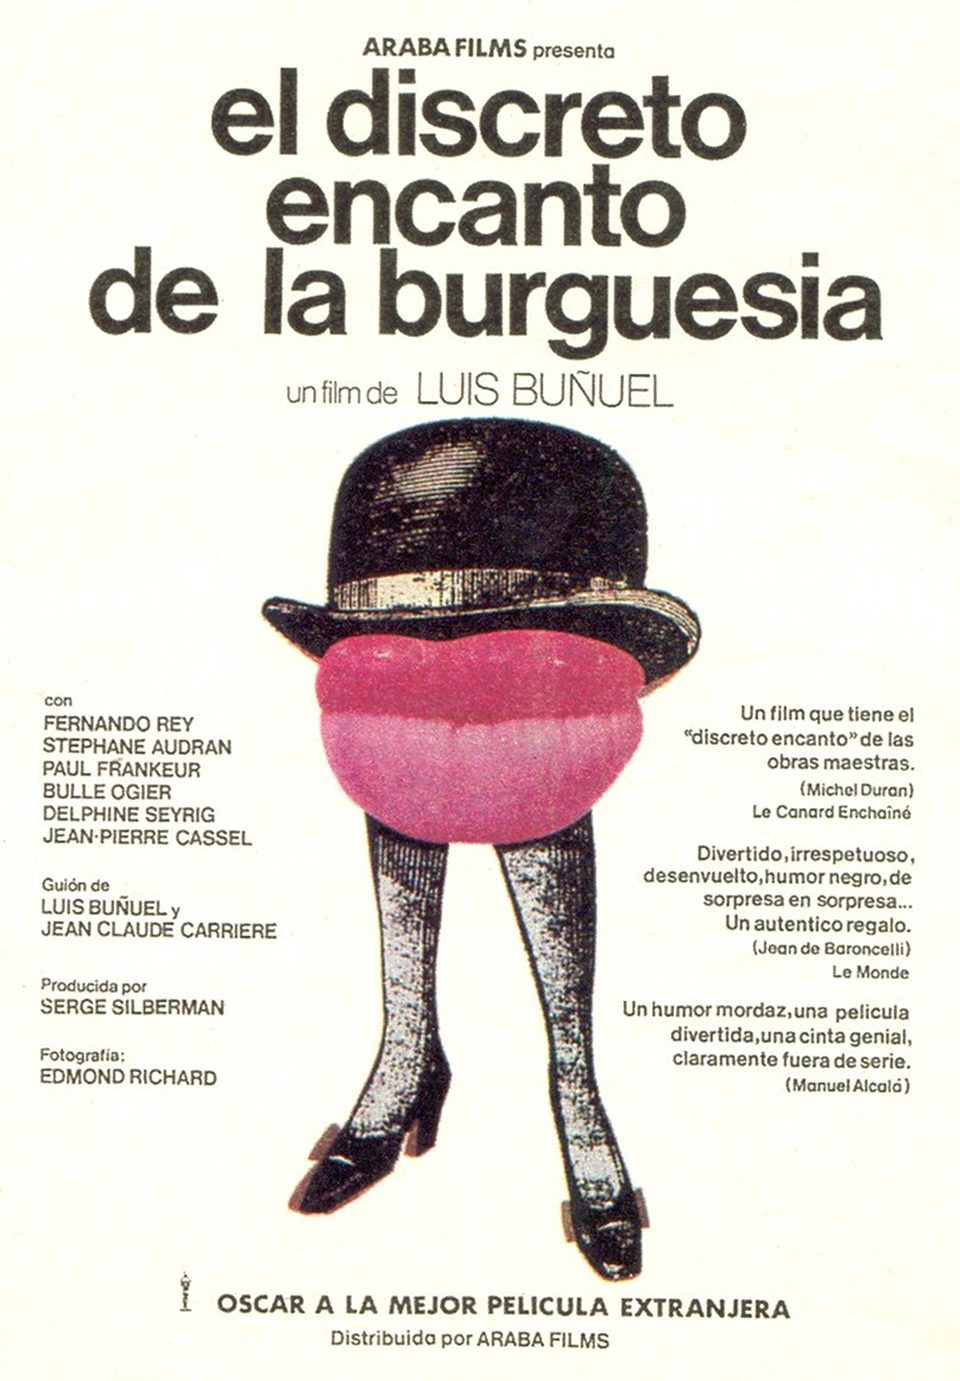 ARABA FILMS presenta
el discreto
encanto
de la burguesia
un film de LUIS BUÑUEL
con
FERNANDO REY
STEPHANE AUDRAN
PAUL FRANKEUR
BULLE OGIER
DELPHINE SEYRIG
JEAN-PIERRE CASSEL
Guión de
LUIS BUÑUEL y
JEAN CLAUDE CARRIERE
Producida por
SERGE SILBERMAN
Fotografía:
EDMOND RICHARD
Un film que tiene el
“discreto encanto” de las
obras maestras.
(Michel Duran)
Le Canard Enchaîné
Divertido, irrespetuoso,
desenvuelto, humor negro, de
sorpresa en sorpresa...
Un autentico regalo.
(Jean de Baroncelli)
Le Monde
Un humor mordaz, una pelicula
divertida, una cinta genial,
claramente fuera de serie.
(Manuel Alcalá)
OSCAR A LA MEJOR PELICULA EXTRANJERA
Distribuida por ARABA FILMS